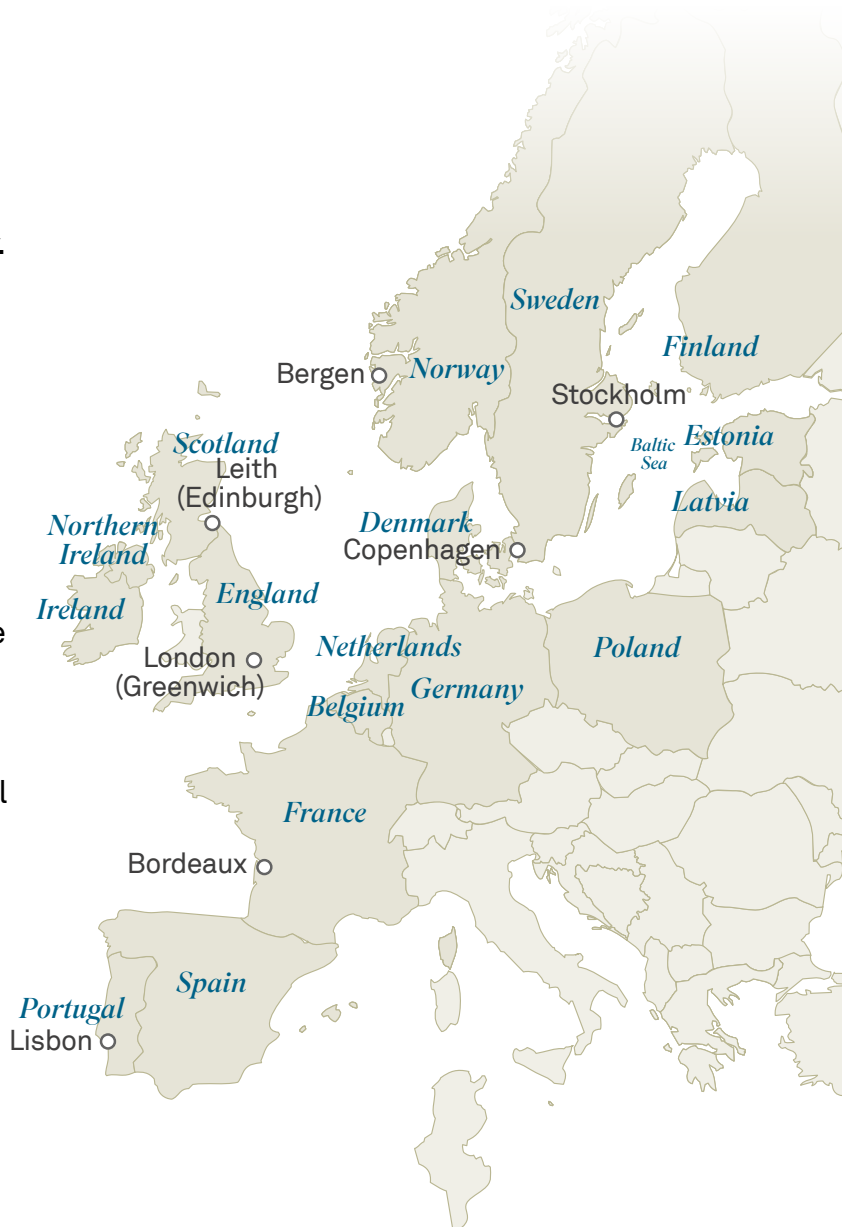 .
Sweden
Finland
Bergen
Norway
Stockholm
Scotland
Baltic
Sea
Estonia
Leith
(Edinburgh)
Latvia
Northern
Ireland
Denmark
Copenhagen
England
Ireland
e
Netherlands
Poland
London
(Greenwich)
Germany
Belgium
l
France
Bordeaux
Spain
Portugal
Lisbon